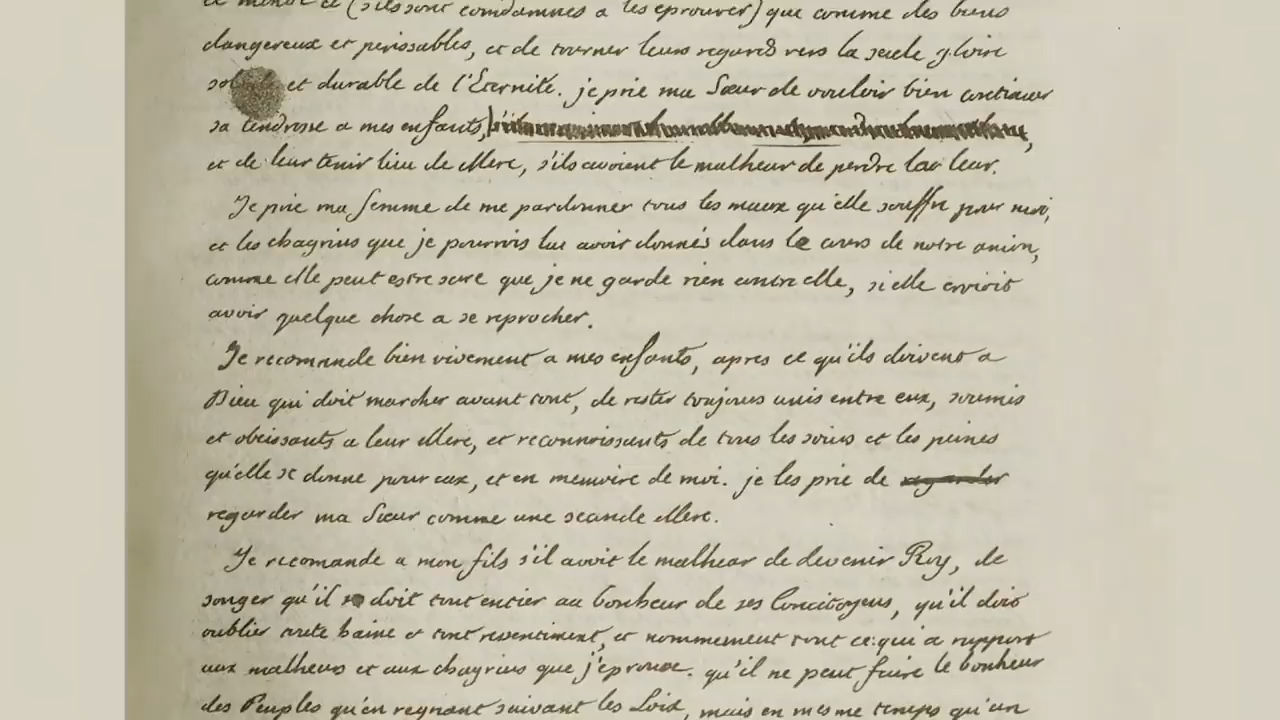 ce monde ce (s'ils sont condamnés a les eprouver) que comme des biens
dangereux et perissables, et de tourner leurs regards vers la seule gloire
et durable de l'Eternité. je prie ma Sœur de vouloir bien continuer
sa tendresse a mes enfants,
et de leur tenir lieu de Mere, s'ils avoient le malheur de perdre la leur.
Je prie ma femme de me pardonner tous les maux qu'elle souffre pour moi,
et les chagrins que je pourrois lui avoir donnés dans le cours de notre union,
comme elle peut estre sure que je ne garde rien contre elle, si elle croioit
avoir quelque chose a se reprocher.
Je recomande bien vivement a mes enfants, apres ce qu'ils doivent a
Dieu qui doit marcher avant tout, de rester toujours unis entre eux, soumis
et obeissants a leur Mere, et reconnoissants de tous les soins et les peines
qu'elle se donne pour eux, et en memoire de moi. je les prie de regarder
regarder ma Sœur comme une seconde Mere.
Je recomande a mon fils s'il avoit le malheur de devenir Roy, de
songer qu'il se doit tout entier au bonheur de ses Concitoyens, qu'il doit
oublier toute haine et tout resentiment, et nommement tout ce qui a rapport
aux malheurs et aux chagrins que j'eprouve. qu'il ne peut faire le bonheur
des Peuples qu'en regnant suivant les Loix, mais en mesme temps qu'un